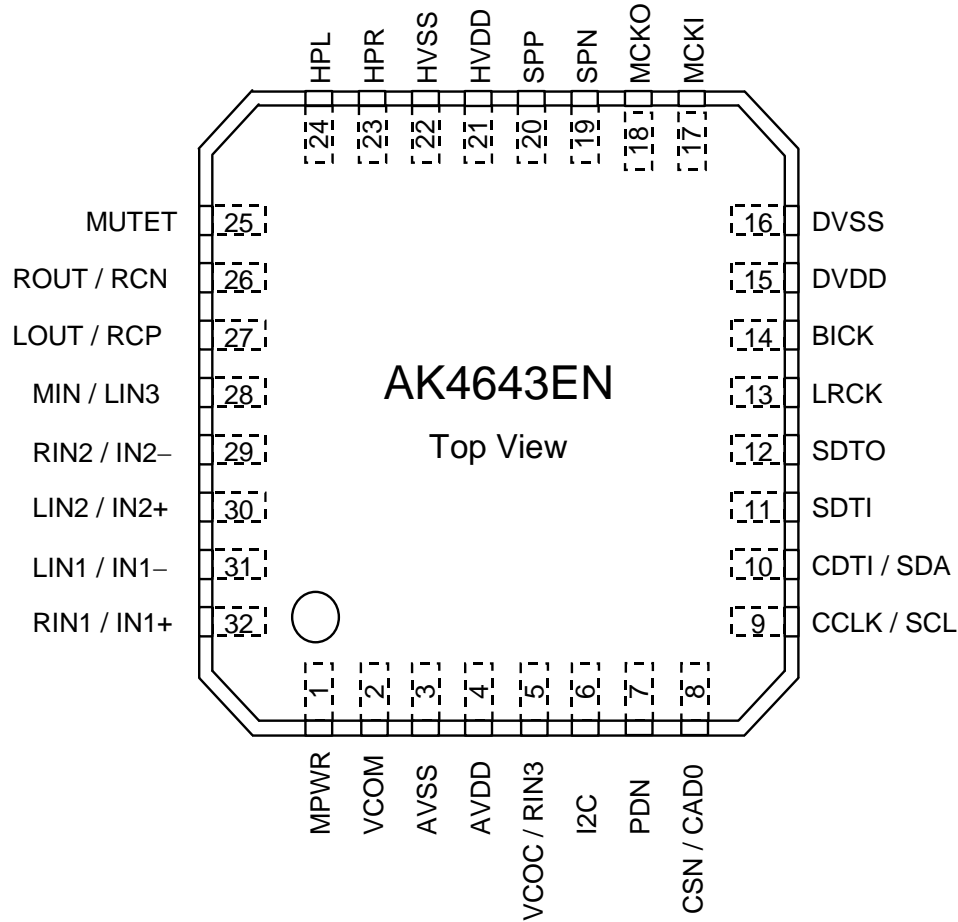 HPL
HPR
HVSS
HVDD
SPP
SPN
MCKO
MCKI
24
23
22
21
20
19
18
17
MUTET 25
ROUT / RCN 26
LOUT / RCP 27
MIN / LIN3 28
RIN2 / IN2−
29
LIN2 / IN2+ 30
LIN1 / IN1−
31
RIN1 / IN1+ 32
AK4643EN
Top View
16 DVSS
15 DVDD
14 BICK
13 LRCK
12 SDTO
11 SDTI
10 CDTI / SDA
9 CCLK / SCL
1
2
3
4
5
6
7
8
MPWR
VCOM
AVSS
AVDD
VCOC / RIN3
I2C
PDN
CSN / CAD0